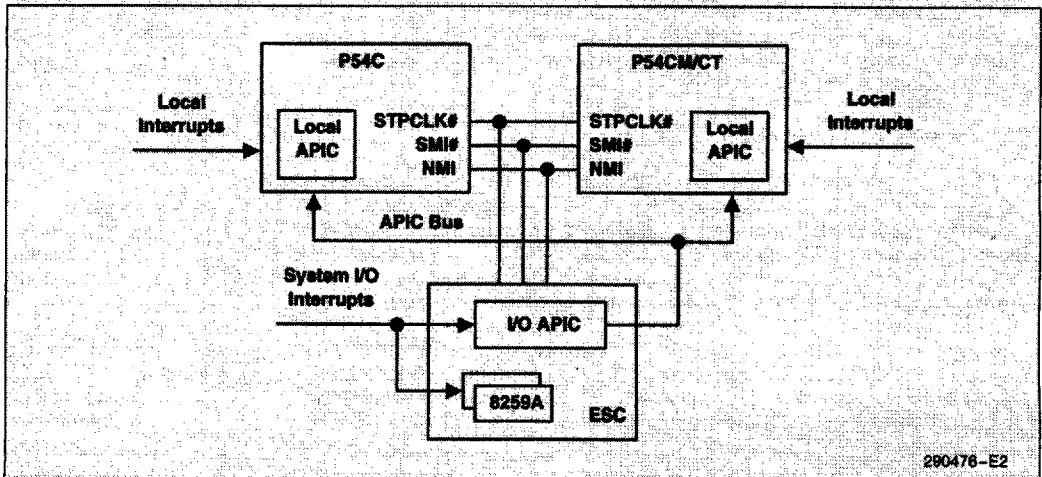 P54C
P54CM/CT
Local
Interrupts
Local
APIC
STPCLK#
SMI#
NMI
STPCLK#
SMI#
NMI
Local
APIC
Local
Interrupts
APIC Bus
System I/O
Interrupts
I/O APIC
8259A
ESC
290476-E2